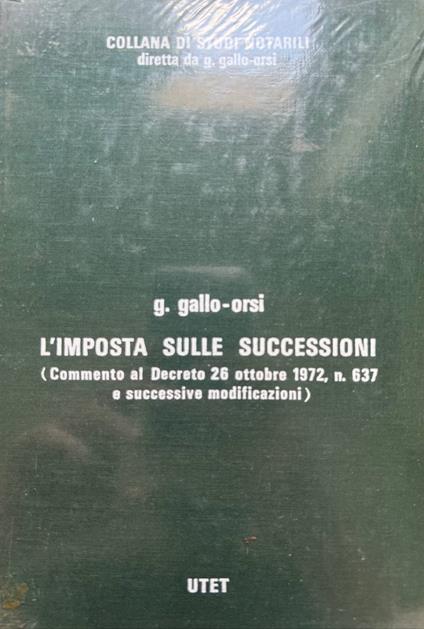 COLLANA DI STUDI NOTARILI
diretta da g. gallo-orsi
g. gallo-orsi
L'IMPOSTA SULLE SUCCESSIONI
(Commento al Decreto 26 ottobre 1972, n. 637
e successive modificazioni)
UTET